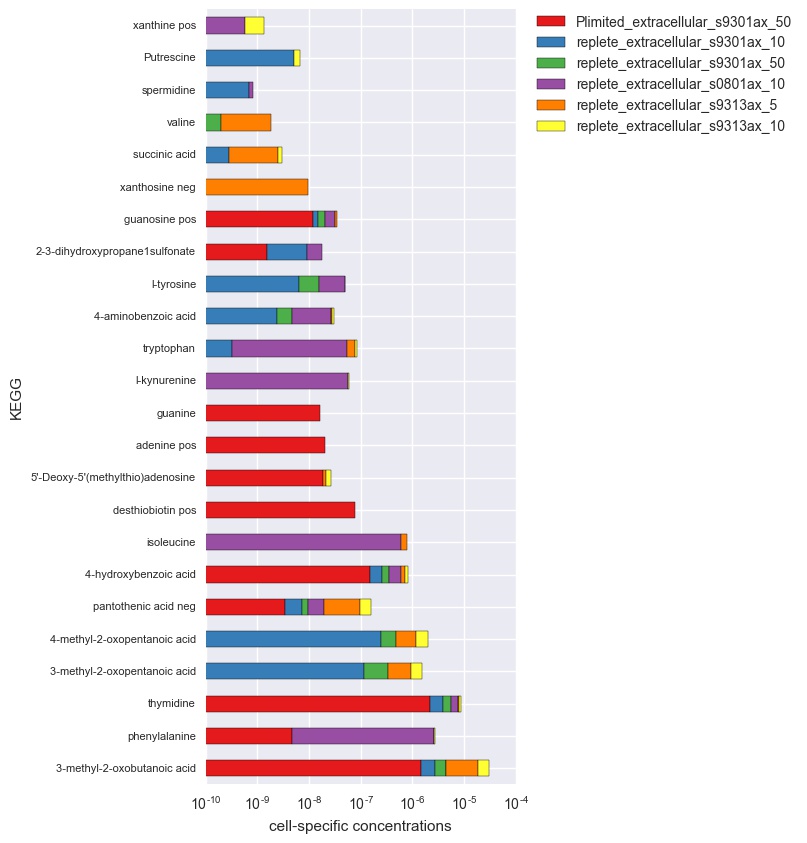 xanthine pos
Putrescine
spermidine
valine
succinic acid
xanthosine neg
guanosine pos
2-3-dihydroxypropane1sulfonate
l-tyrosine
4-aminobenzoic acid
tryptophan
l-kynurenine
guanine
adenine pos
5'-Deoxy-5'(methylthio)adenosine
desthiobiotin pos
isoleucine
4-hydroxybenzoic acid
pantothenic acid neg
4-methyl-2-oxopentanoic acid
3-methyl-2-oxopentanoic acid
thymidine
phenylalanine
3-methyl-2-oxobutanoic acid
KEGG
10⁻¹⁰ 10⁻⁹ 10⁻⁸ 10⁻⁷ 10⁻⁶ 10⁻⁵ 10⁻⁴
cell-specific concentrations
Plimited_extracellular_s9301ax_50
replete_extracellular_s9301ax_10
replete_extracellular_s9301ax_50
replete_extracellular_s0801ax_10
replete_extracellular_s9313ax_5
replete_extracellular_s9313ax_10